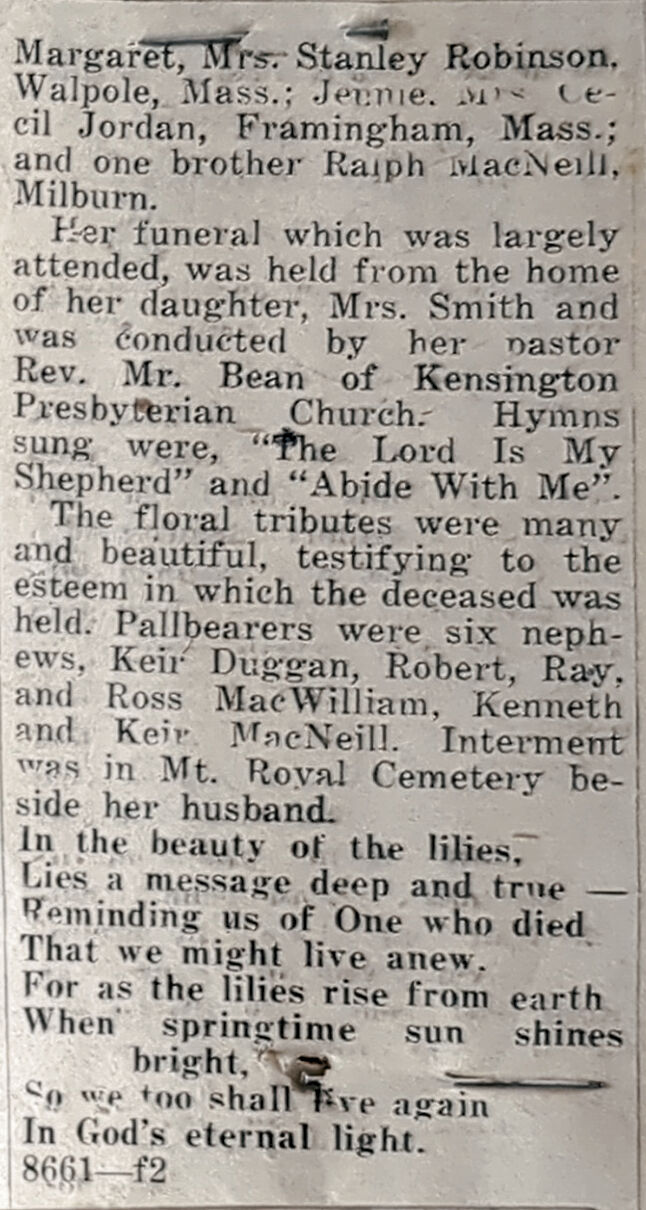 Margaret, Mrs. Stanley Robinson,
Walpole, Mass.; Jennie, Mrs Ce-
cil Jordan, Framingham, Mass.;
and one brother Ralph MacNeill,
Milburn.
Her funeral which was largely
attended, was held from the home
of her daughter, Mrs. Smith and
was conducted by her pastor
Rev. Mr. Bean of Kensington
Presbyterian Church. Hymns
sung were, “The Lord Is My
Shepherd” and “Abide With Me”.
The floral tributes were many
and beautiful, testifying to the
esteem in which the deceased was
held. Pallbearers were six neph-
ews, Keir Duggan, Robert, Ray,
and Ross MacWilliam, Kenneth
and Keir MacNeill. Interment
was in Mt. Royal Cemetery be-
side her husband.
In the beauty of the lilies,
Lies a message deep and true —
Reminding us of One who died
That we might live anew.
For as the lilies rise from earth
When springtime sun shines
bright,
So we too shall live again
In God's eternal light.
8661—f2